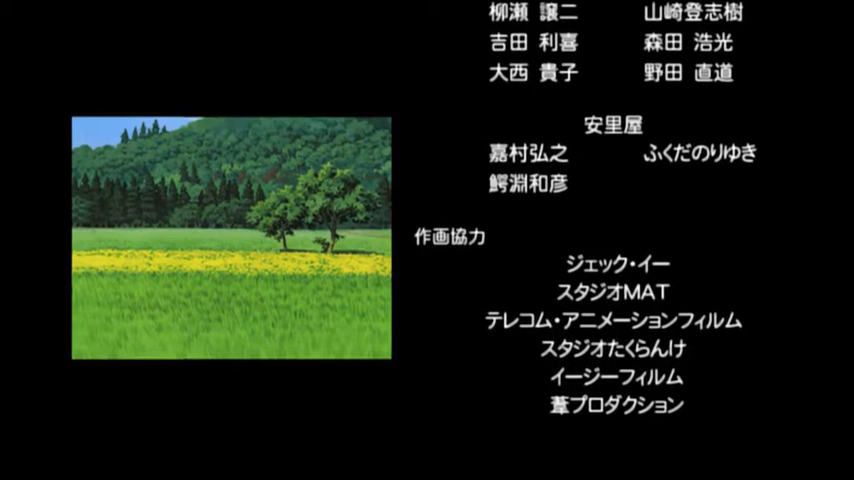 柳瀬 譲二 山崎登志樹
吉田 利喜 森田 浩光
大西 貴子 野田 直道
安里屋
嘉村弘之 ふくだのりゆき
鰐淵和彦
作画協力
ジェック・イー
スタジオMAT
テレコム・アニメーションフィルム
スタジオたくらんけ
イージーフィルム
葦プロダクション